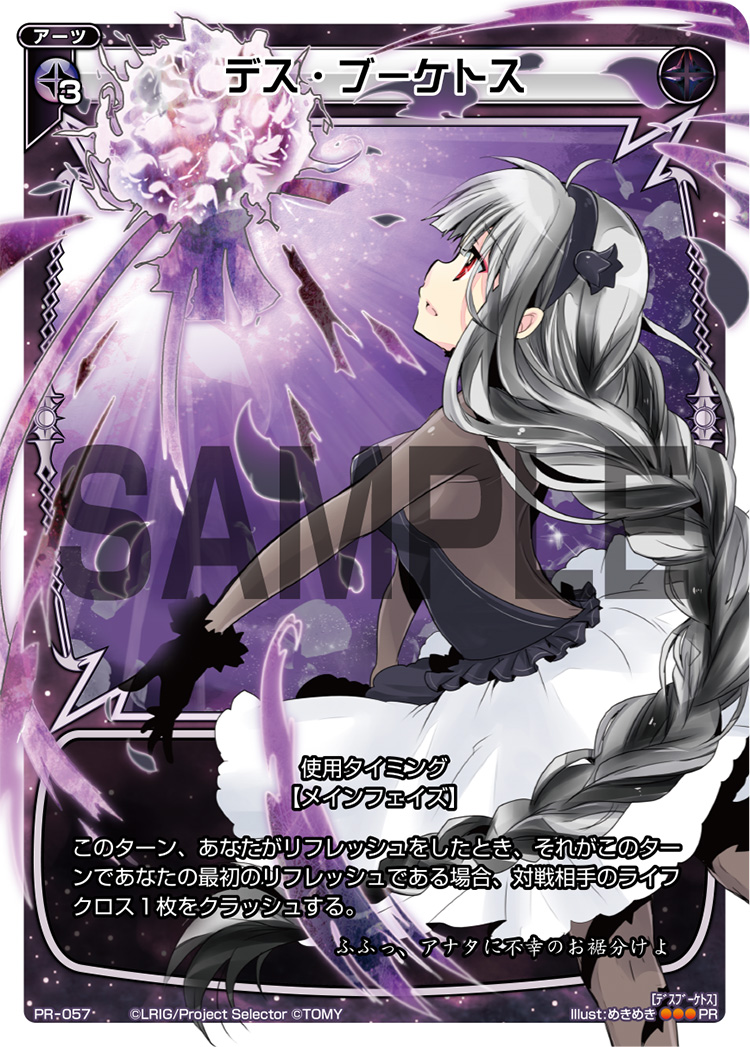 アーツ
3
デス・ブーケトス
SAMPLE
使用タイミング
【メインフェイズ】
このターン、あなたがリフレッシュをしたとき、それがこのター
ンであなたの最初のリフレッシュである場合、対戦相手のライフ
クロス１枚をクラッシュする。
ふふっ、アナタに不幸のお裾分けよ
[ﾃﾞｽﾌﾞｰｹﾄｽ]
PR-057 ©LRIG/Project Selector ©TOMY Illust:めきめき PR